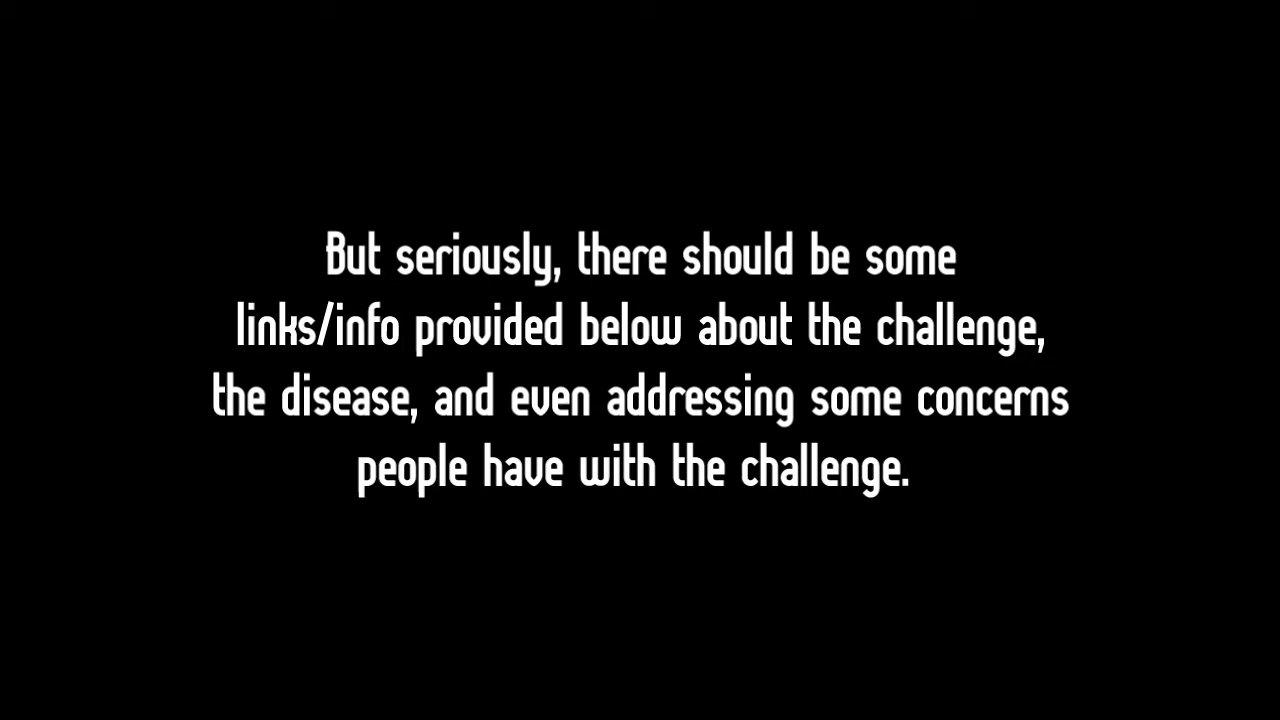 But seriously, there should be some
links/info provided below about the challenge,
the disease, and even addressing some concerns
people have with the challenge.